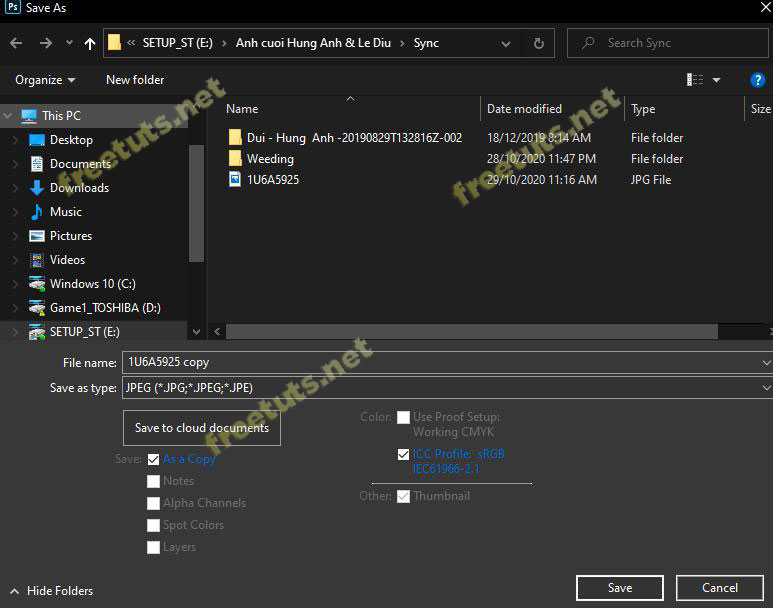 Ps Save As
« SETUP_ST (E:) › Anh cuoi Hung Anh & Le Diu › Sync
Search Sync
Organize New folder
?
Name Date modified Type Size
This PC
Desktop
Documents
Downloads
Music
Pictures
Videos
Windows 10 (C:)
Game1_TOSHIBA (D:)
SETUP_ST (E:)
Dui - Hung Anh -20190829T132816Z-002 18/12/2019 8:14 AM File folder
Weeding 28/10/2020 11:47 PM File folder
1U6A5925 29/10/2020 11:16 AM JPG File
freetuts.net
freetuts.net
File name: 1U6A5925 copy
Save as type: JPEG (*.JPG;*.JPEG;*.JPE)
freetuts.net
Save to cloud documents
Save: As a Copy
Notes
Alpha Channels
Spot Colors
Layers
Color: Use Proof Setup:
Working CMYK
ICC Profile: sRGB
IEC61966-2.1
Other: Thumbnail
Hide Folders
Save Cancel